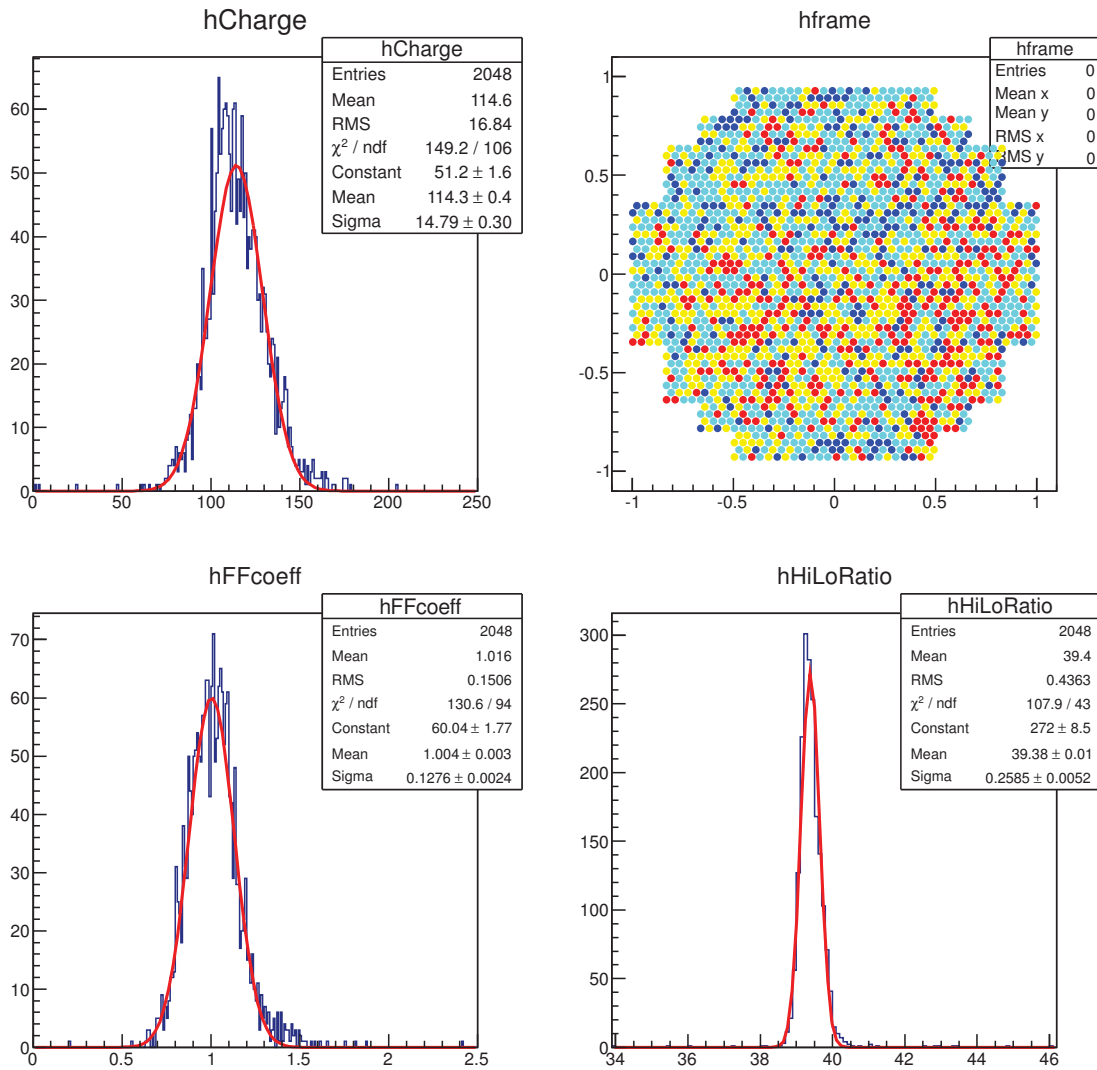 hCharge
hCharge
Entries 2048
Mean 114.6
RMS 16.84
χ² / ndf 149.2 / 106
Constant 51.2 ± 1.6
Mean 114.3 ± 0.4
Sigma 14.79 ± 0.30
60
50
40
30
20
10
0
0 50 100 150 200 250
hframe
hframe
Entries 0
Mean x 0
Mean y 0
RMS x 0
RMS y 0
1
0.5
0
-0.5
-1
-1 -0.5 0 0.5 1
hFFcoeff
hFFcoeff
Entries 2048
Mean 1.016
RMS 0.1506
χ² / ndf 130.6 / 94
Constant 60.04 ± 1.77
Mean 1.004 ± 0.003
Sigma 0.1276 ± 0.0024
70
60
50
40
30
20
10
0
0 0.5 1 1.5 2 2.5
hHiLoRatio
hHiLoRatio
Entries 2048
Mean 39.4
RMS 0.4363
χ² / ndf 107.9 / 43
Constant 272 ± 8.5
Mean 39.38 ± 0.01
Sigma 0.2585 ± 0.0052
300
250
200
150
100
50
0
34 36 38 40 42 44 46